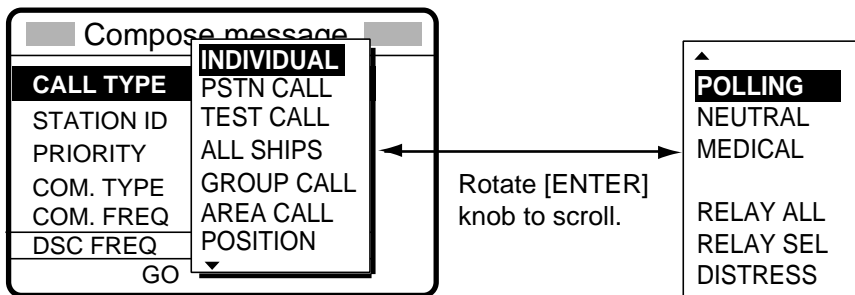 Compose message
CALL TYPE
STATION ID
PRIORITY
COM. TYPE
COM. FREQ
DSC FREQ
GO
INDIVIDUAL
PSTN CALL
TEST CALL
ALL SHIPS
GROUP CALL
AREA CALL
POSITION
Rotate [ENTER]
knob to scroll.
POLLING
NEUTRAL
MEDICAL
RELAY ALL
RELAY SEL
DISTRESS